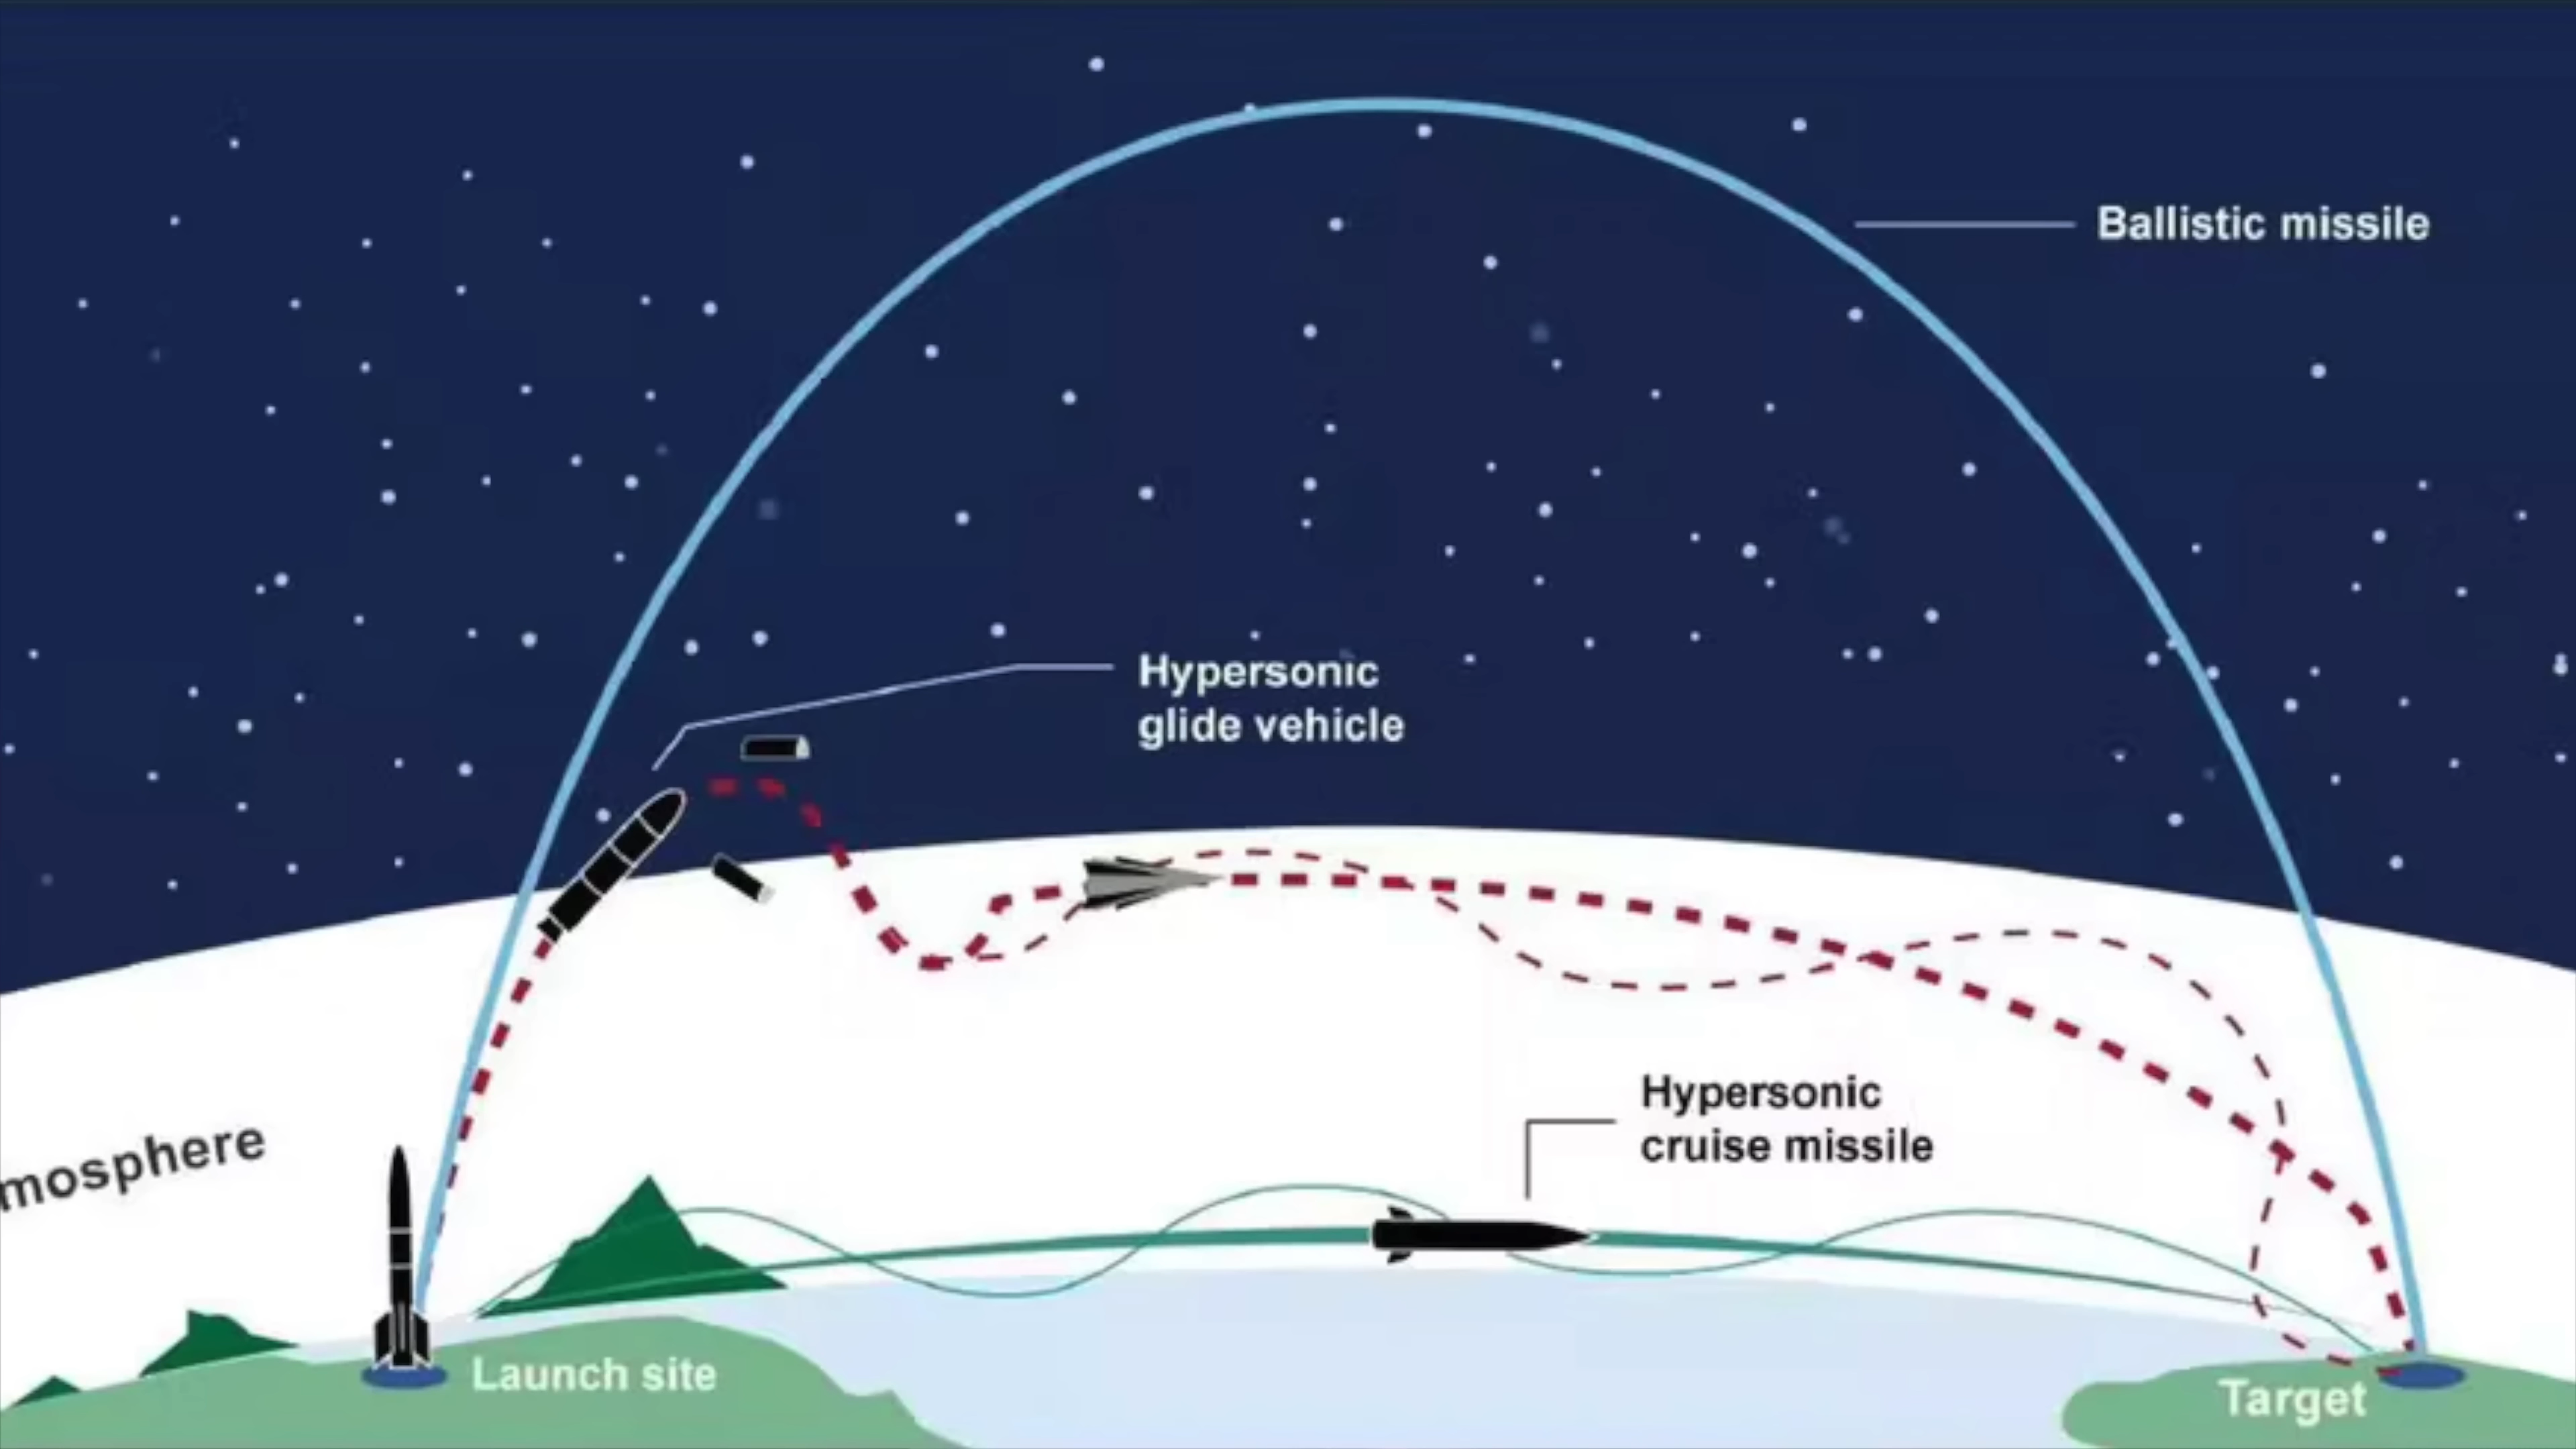 Ballistic missile
Hypersonic
glide vehicle
Hypersonic
cruise missile
mosphere
Launch site
Target